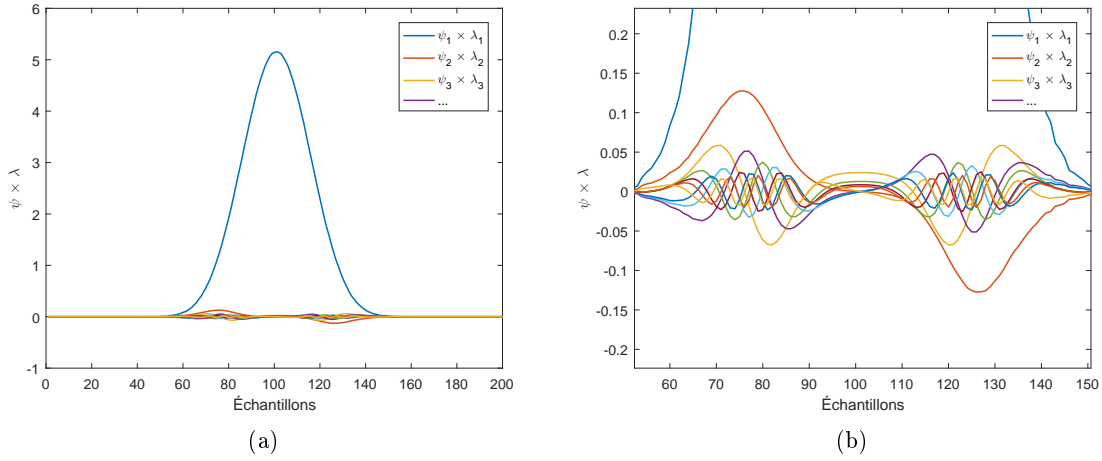 6
5
4
3
2
1
0
-1
ψ × λ
ψ₁ × λ₁
ψ₂ × λ₂
ψ₃ × λ₃
...
0 20 40 60 80 100 120 140 160 180 200
Échantillons
(a)
0.2
0.15
0.1
0.05
0
-0.05
-0.1
-0.15
-0.2
ψ × λ
ψ₁ × λ₁
ψ₂ × λ₂
ψ₃ × λ₃
...
60 70 80 90 100 110 120 130 140 150
Échantillons
(b)